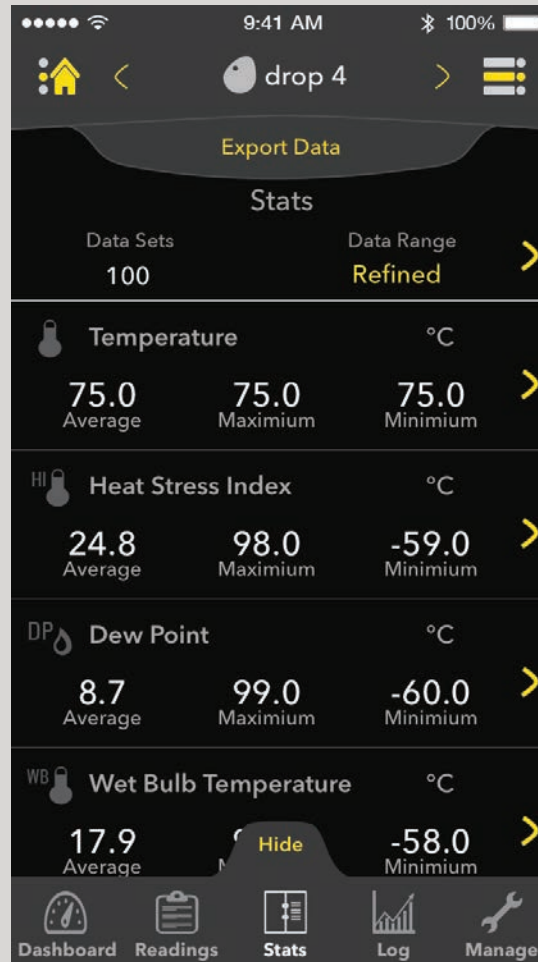 9:41 AM 100%
drop 4
Export Data
Stats
Data Sets Data Range
100 Refined
Temperature °C
75.0 75.0 75.0
Average Maximum Minimum
HI Heat Stress Index °C
24.8 98.0 -59.0
Average Maximum Minimum
DP Dew Point °C
8.7 99.0 -60.0
Average Maximum Minimum
WB Wet Bulb Temperature °C
17.9 -58.0
Hide
Average Minimum
Dashboard Readings Stats Log Manage